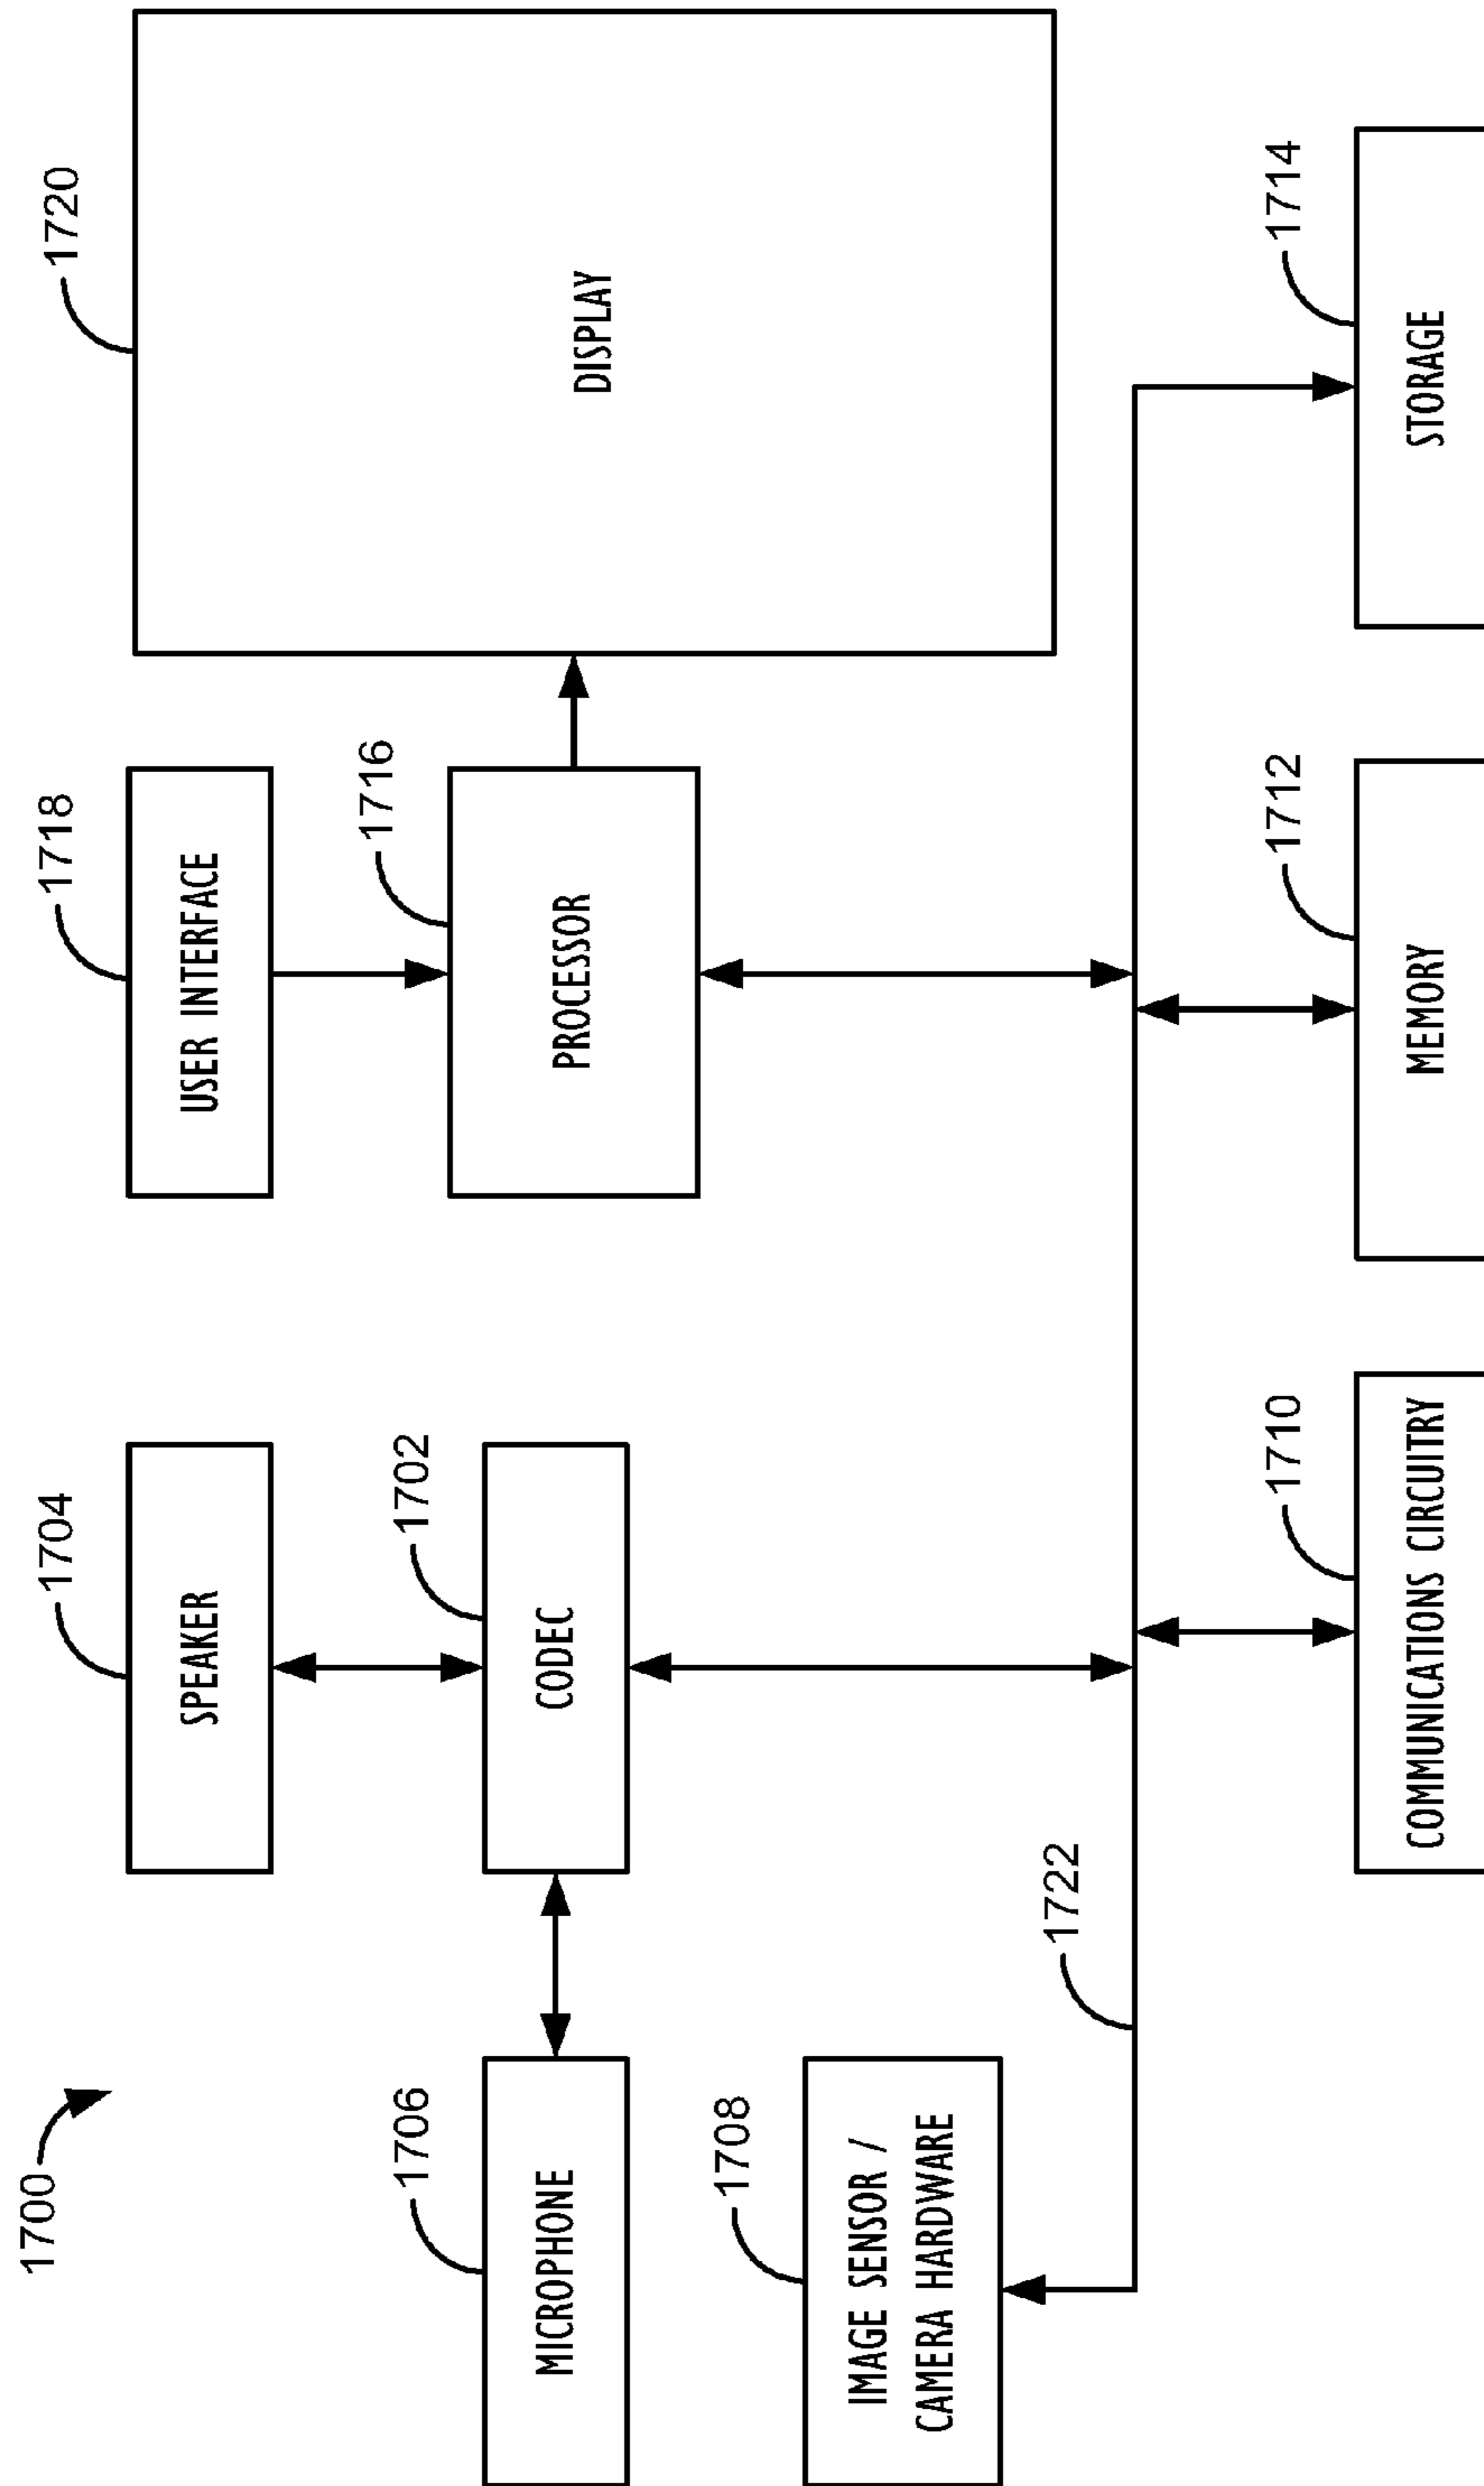 1700
1704
SPEAKER
1718
USER INTERFACE
1720
DISPLAY
1706
MICROPHONE
1702
CODEC
1716
PROCESSOR
1708
IMAGE SENSOR /
CAMERA HARDWARE
1722
1710
COMMUNICATIONS CIRCUITRY
1712
MEMORY
1714
STORAGE